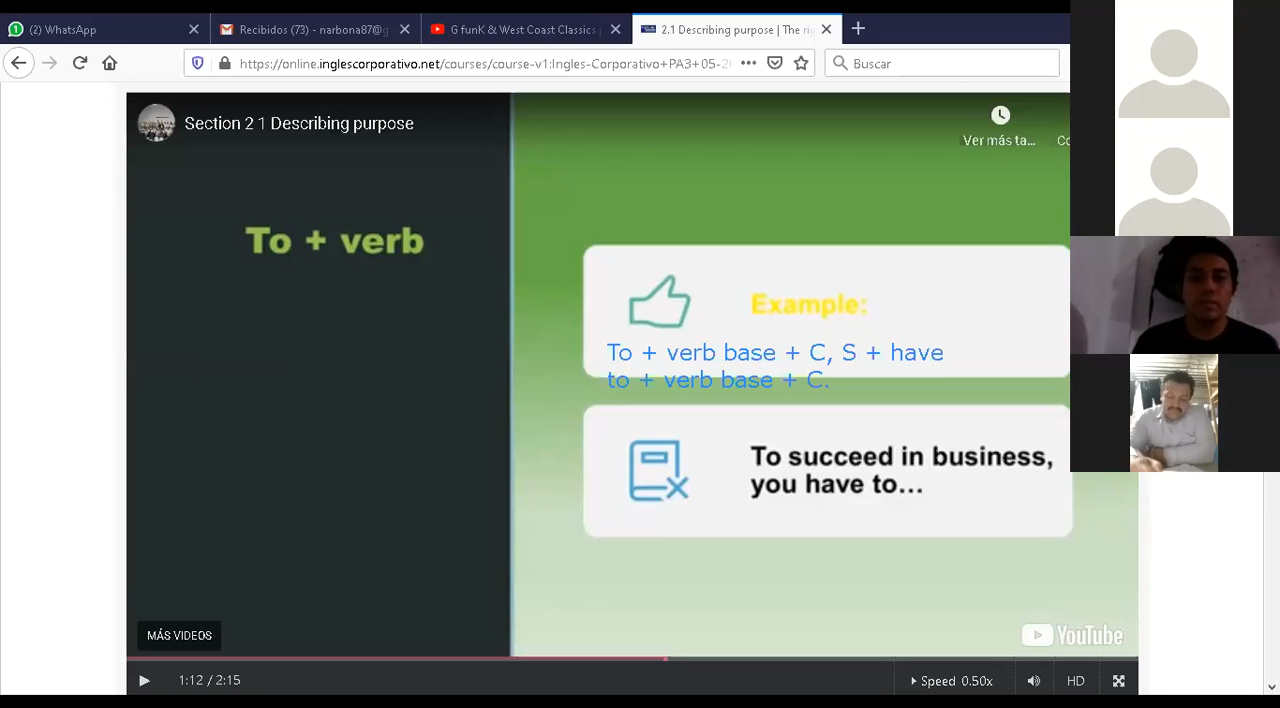 (2) WhatsApp
Recibidos (73) - narbona87@g
G funK & West Coast Classics
2.1 Describing purpose | The ri
https://online.inglescorporativo.net/courses/course-v1:Ingles-Corporativo+PA3+05-2
Buscar
Section 2 1 Describing purpose
Ver más ta...
Co
To + verb
Example:
To + verb base + C, S + have
to + verb base + C.
To succeed in business,
you have to...
MÁS VIDEOS
YouTube
1:12 / 2:15
Speed 0.50x
HD